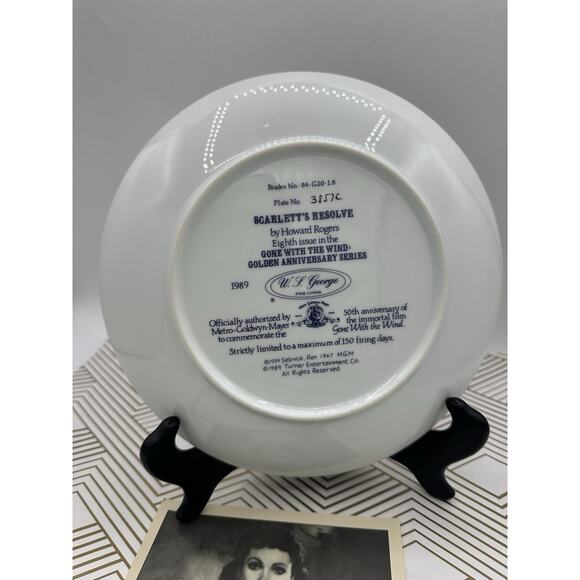 Bradex No. -84-G20-1.8
Plate No. 3857C
SCARLETT'S RESOLVE
by Howard Rogers
Eighth issue in the
GONE WITH THE WIND:
GOLDEN ANNIVERSARY SERIES
1989
W. S. George
FINE CHINA
®
Officially authorized by
Metro-Goldwyn-Mayer
to commemorate the
50th anniversary of
the immortal film
Gone With the Wind.
Strictly limited to a maximum of 150 firing days.
©1939 Selznick. Ren 1967 MGM
©1989 Turner Entertainment Co.
All Rights Reserved.